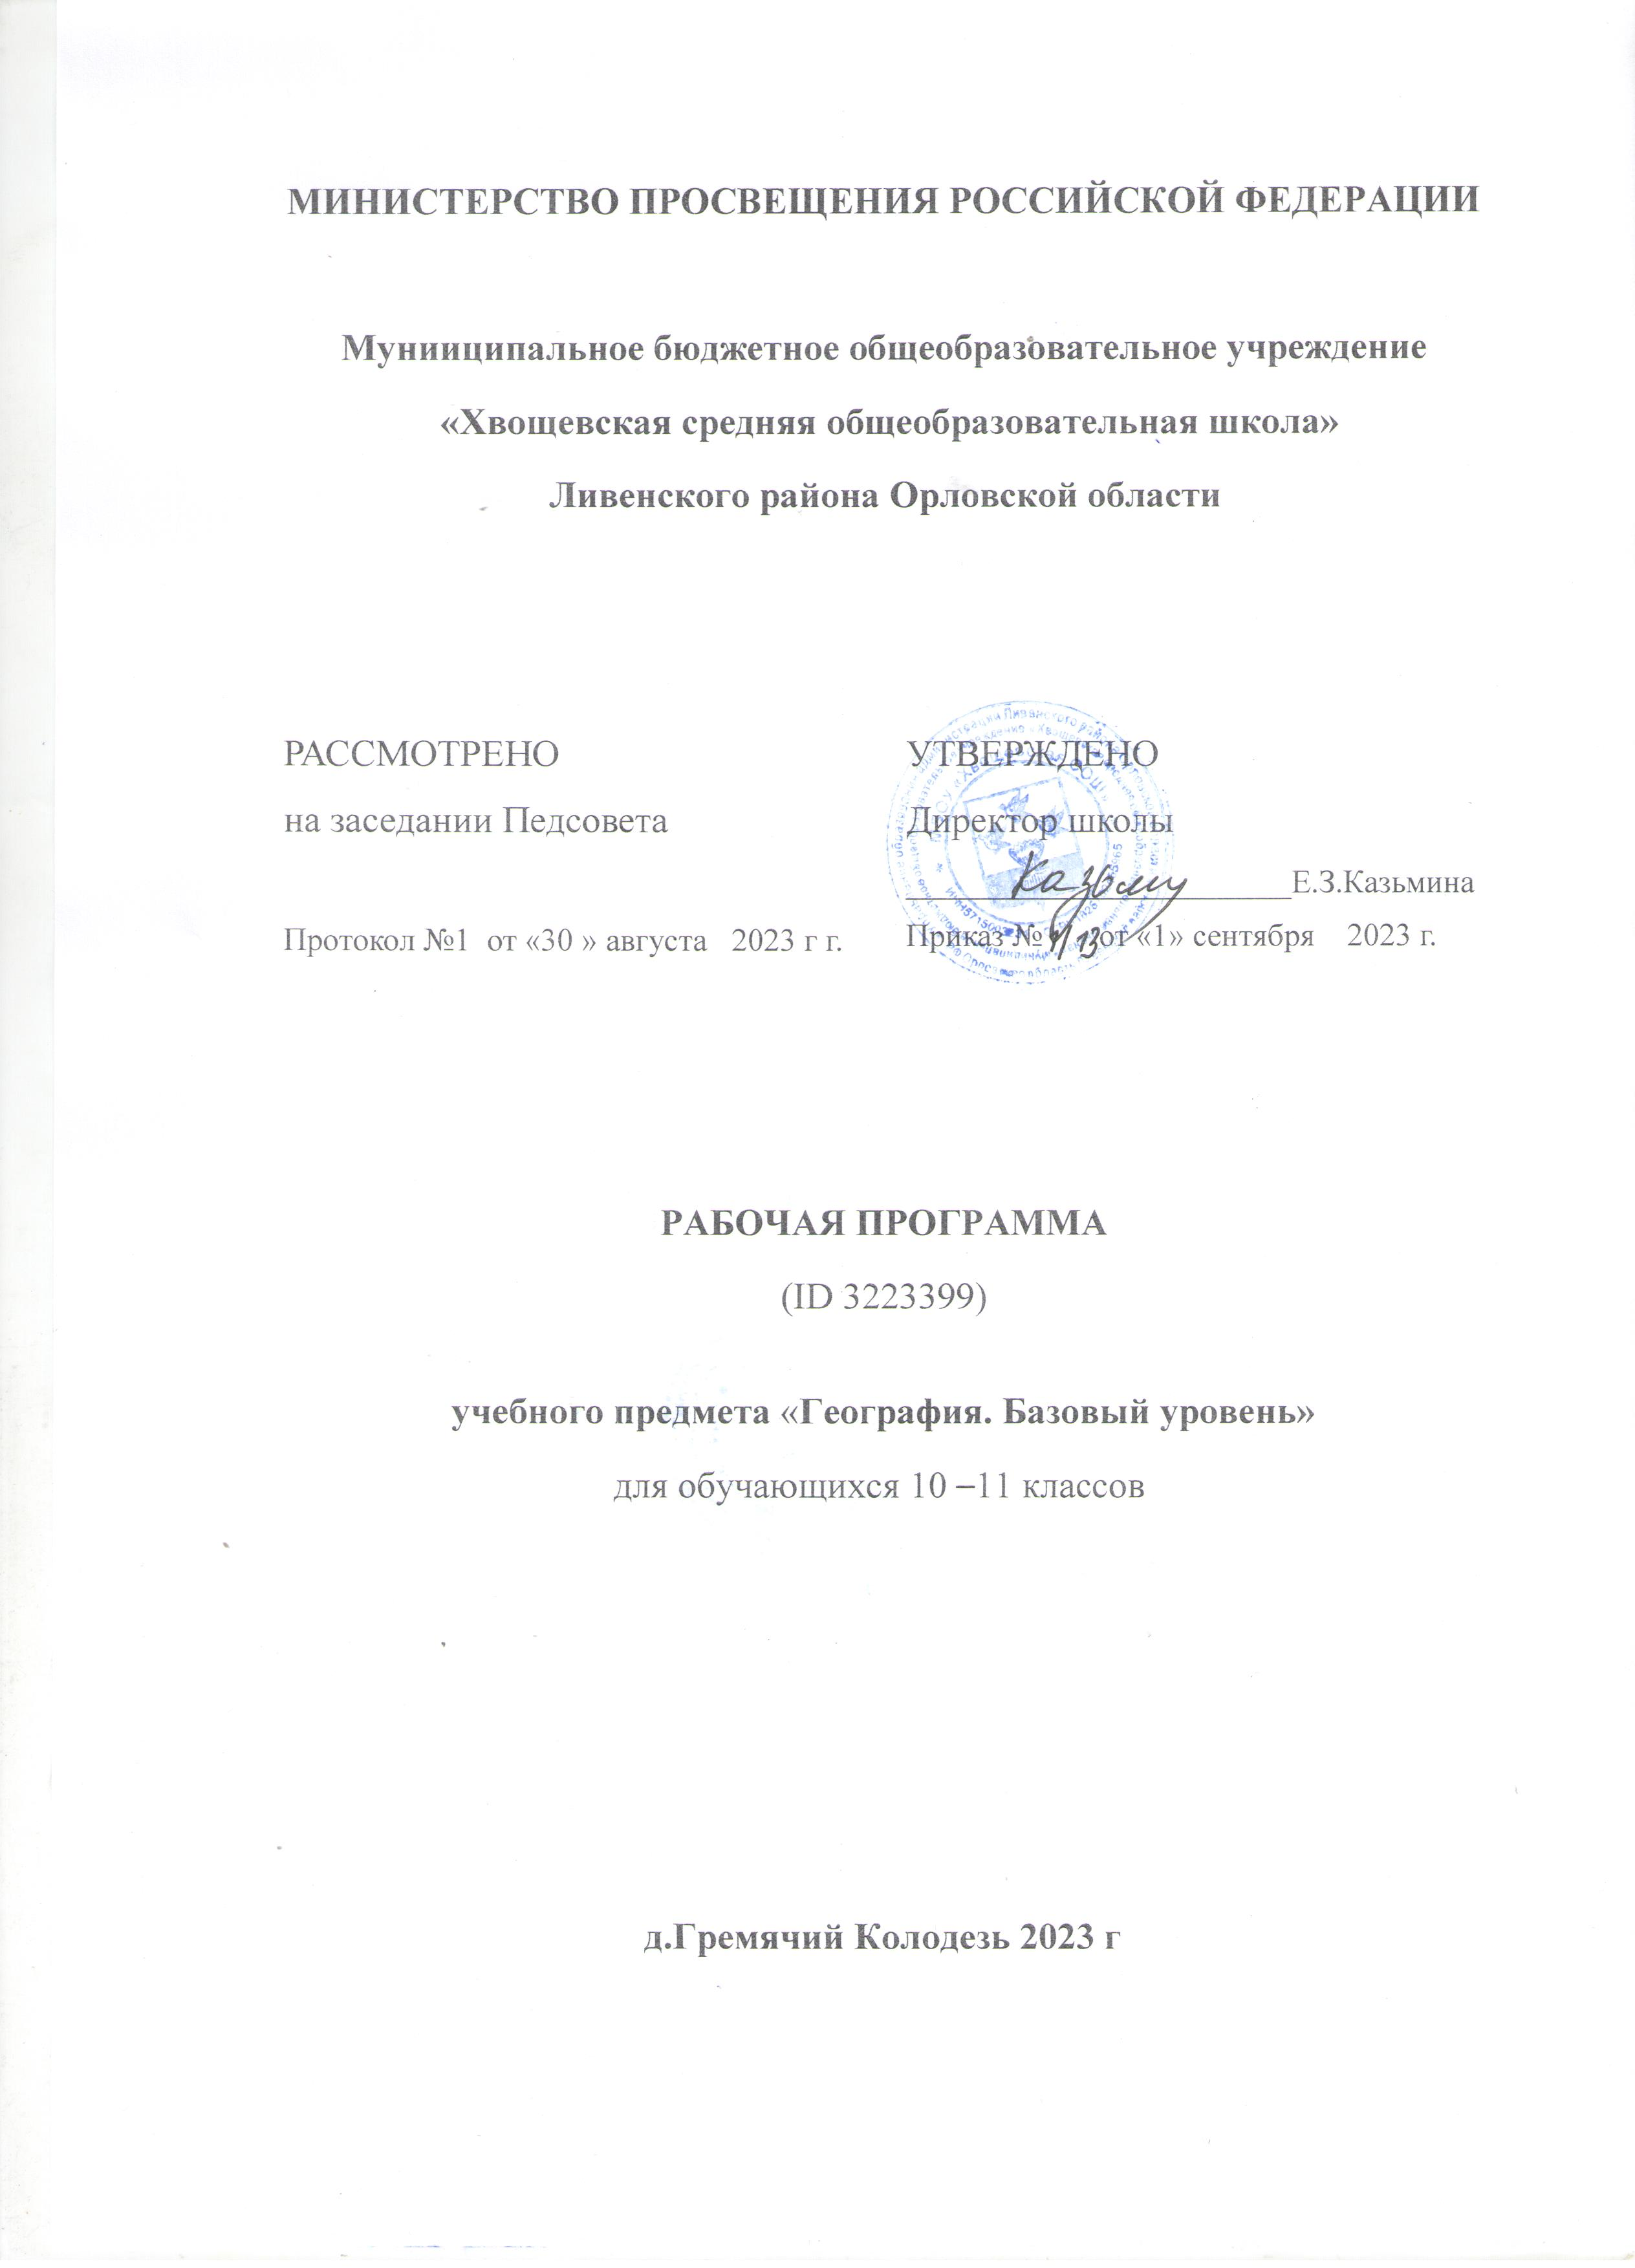 МИНИСТЕРСТВО ПРОСВЕЩЕНИЯ РОССИЙСКОЙ ФЕДЕРАЦИИ
Мунииципальное бюджетное общеобразовательное учреждение
«Хвощевская средняя общеобразовательная школа»
Ливенского района Орловской области
РАССМОТРЕНО
на заседании Педсовета
Протокол №1 от «30 » августа 2023 г г.
УТВЕРЖДЕНО
Директор школы
Казьми
Е.З.Казьмина
Приказ № от «1» сентября 2023 г.
РАБОЧАЯ ПРОГРАММА
(ID 3223399)
учебного предмета «География. Базовый уровень»
для обучающихся 10 –11 классов
д.Гремячий Колодезь 2023 г